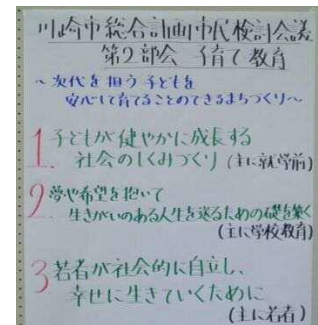 川崎市総合計画市民検討会議
第2部会 子育て・教育
～次代を担う子どもを
安心して育てることのできるまちづくり～
1 子どもが健やかに成長する
社会のしくみづくり(主に就学前)
2 夢や希望を抱いて
生きがいのある人生を送るための礎を築く
(主に学校教育)
3 若者が社会的に自立し、
幸せに生きていくために
(主に若者)